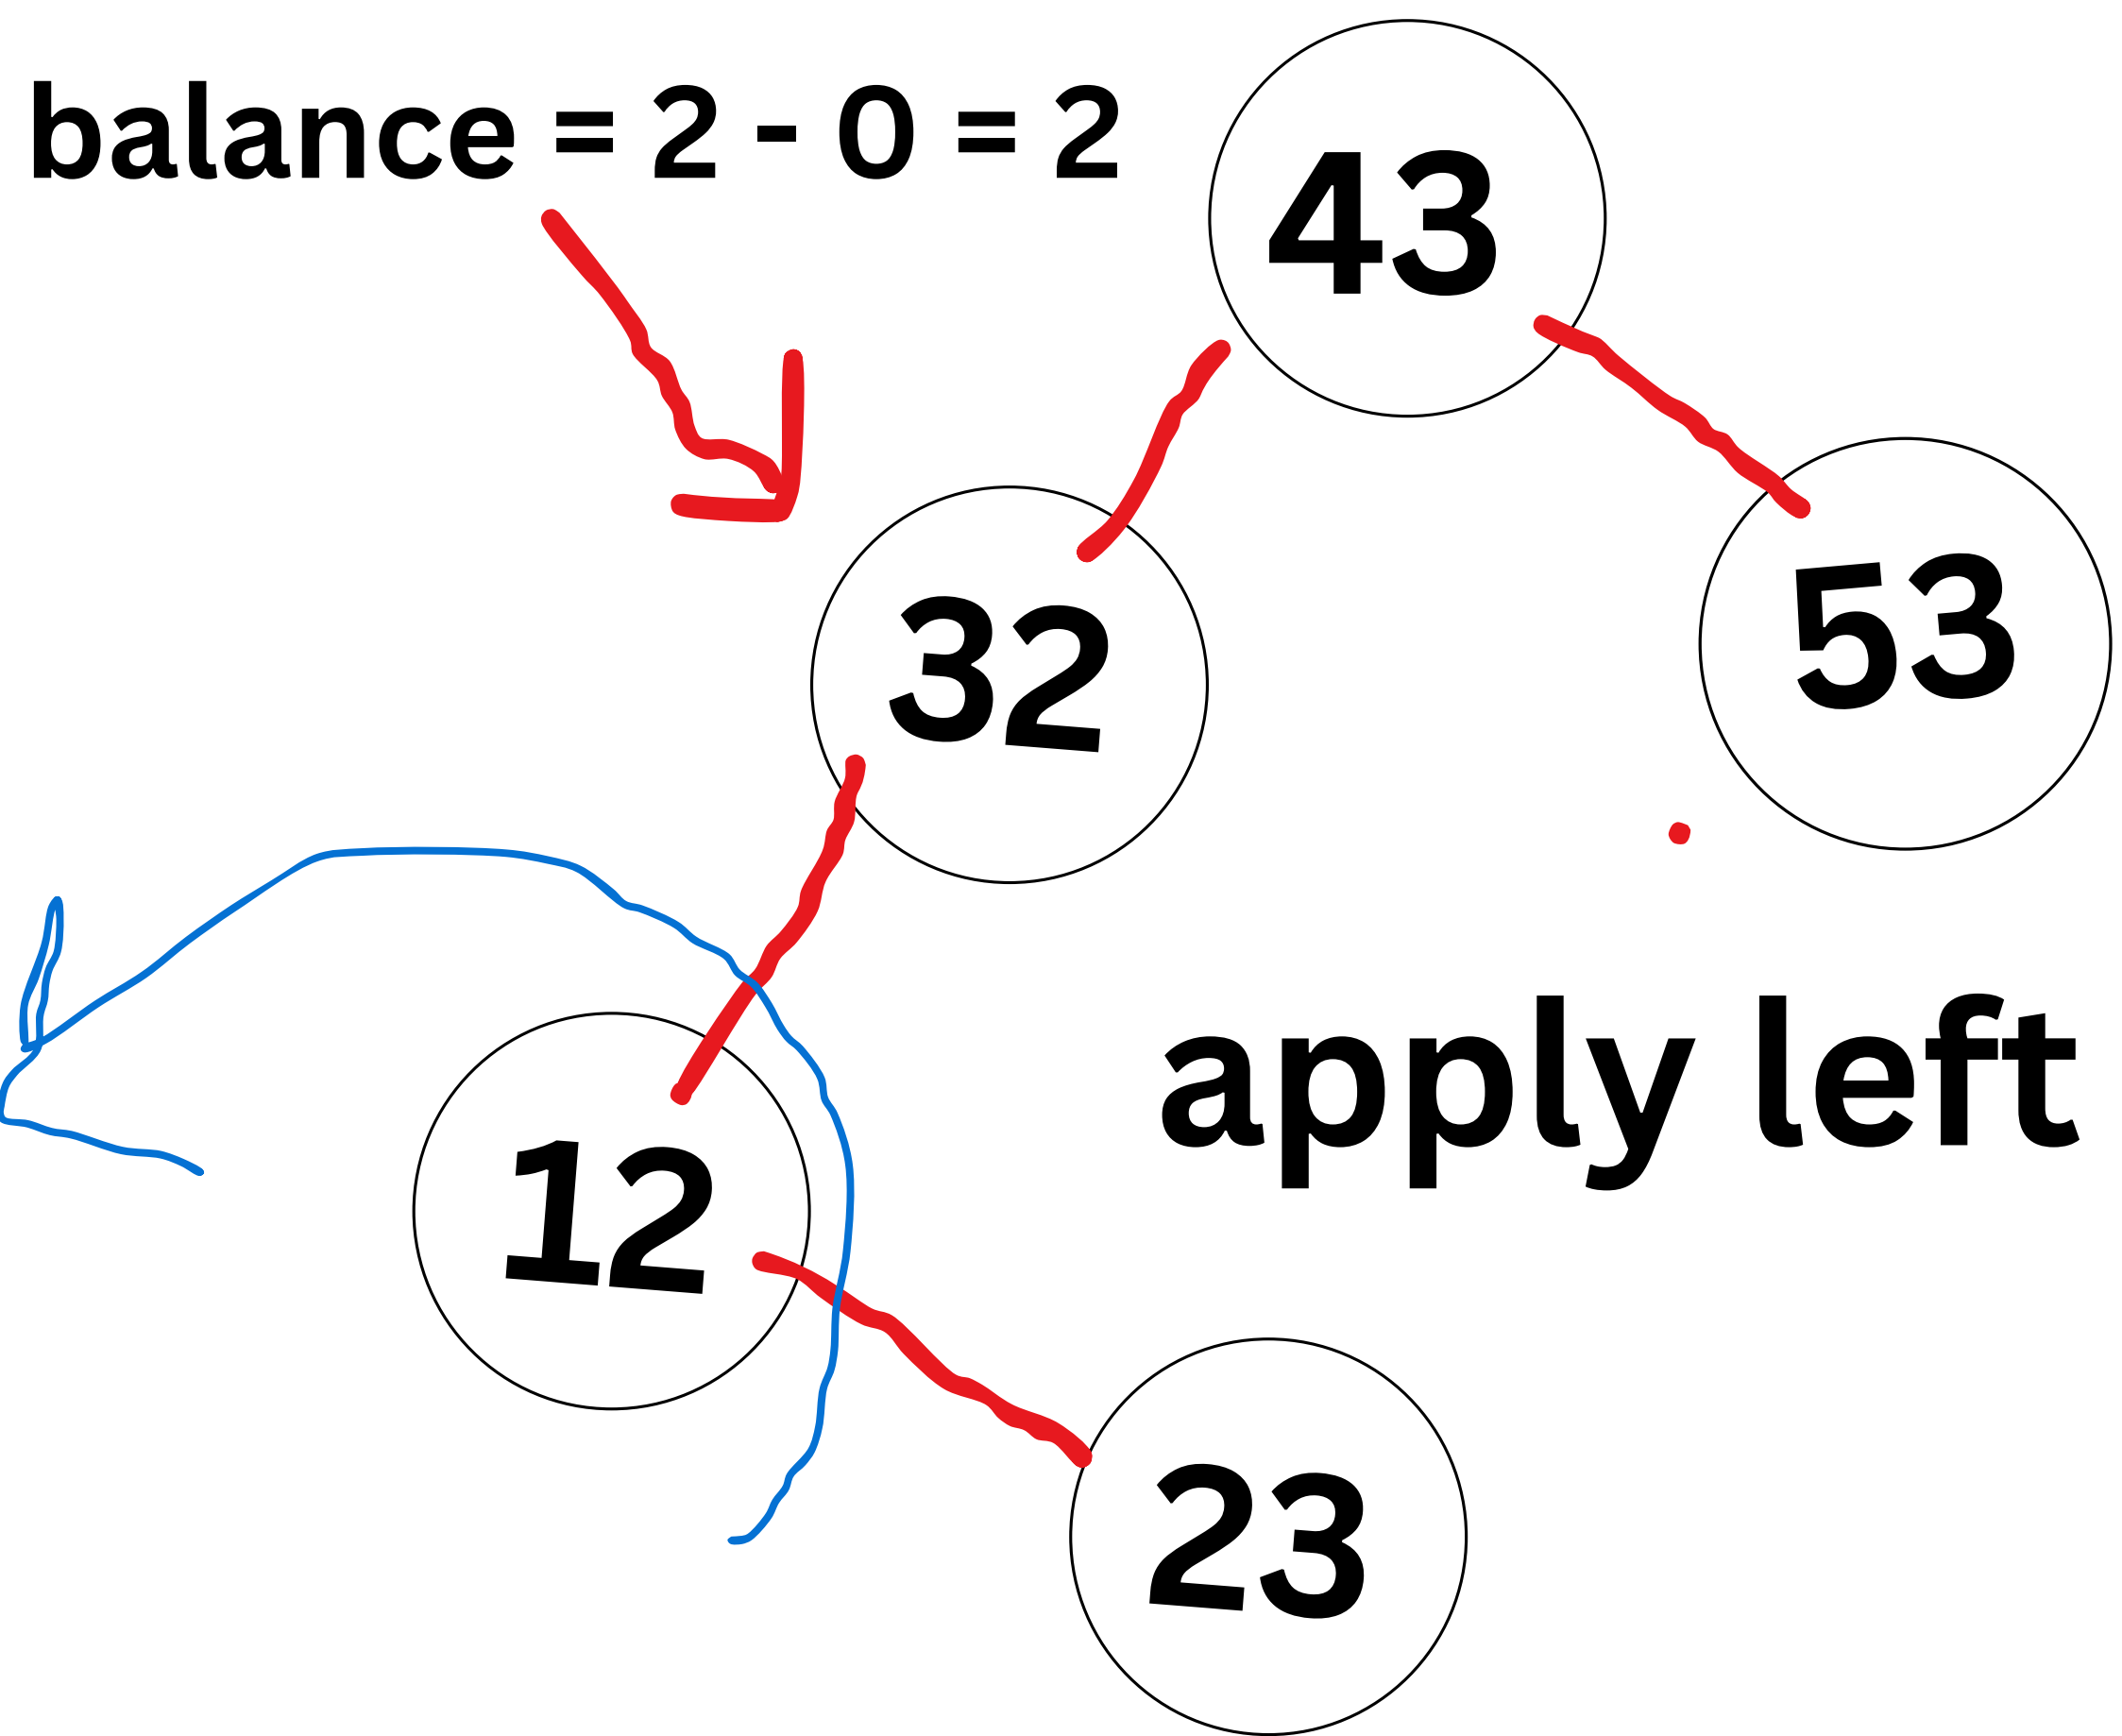 balance = 2 - 0 = 2
43
32
53
apply left
12
23